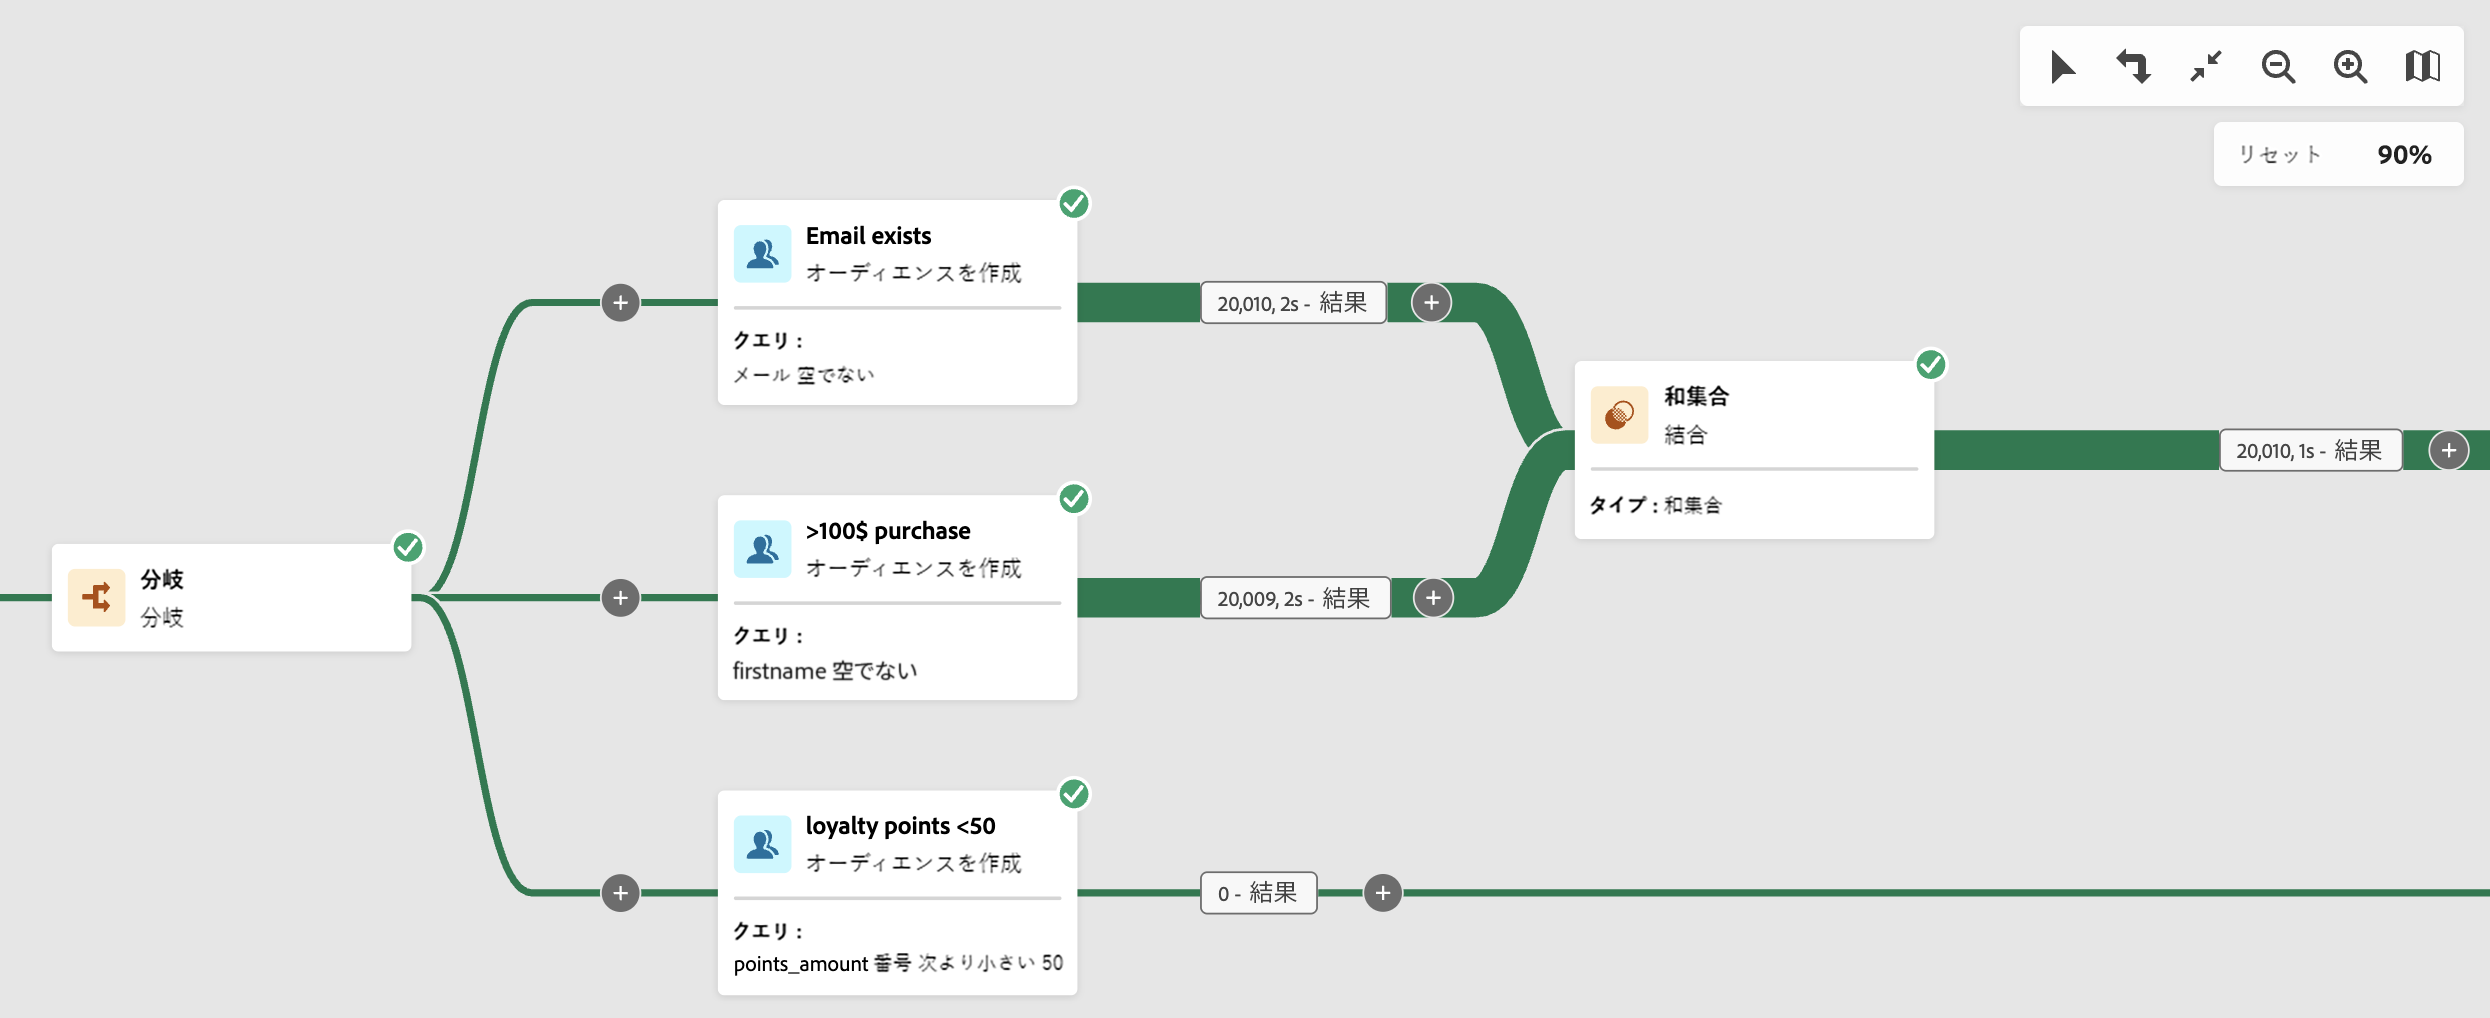 リセット 90%
Email exists
オーディエンスを作成
クエリ :
メール 空でない
20,010, 2s - 結果
和集合
結合
タイプ : 和集合
20,010, 1s - 結果
>100$ purchase
オーディエンスを作成
クエリ :
firstname 空でない
20,009, 2s - 結果
分岐
分岐
loyalty points <50
オーディエンスを作成
クエリ :
points_amount 番号 次より小さい 50
0 - 結果